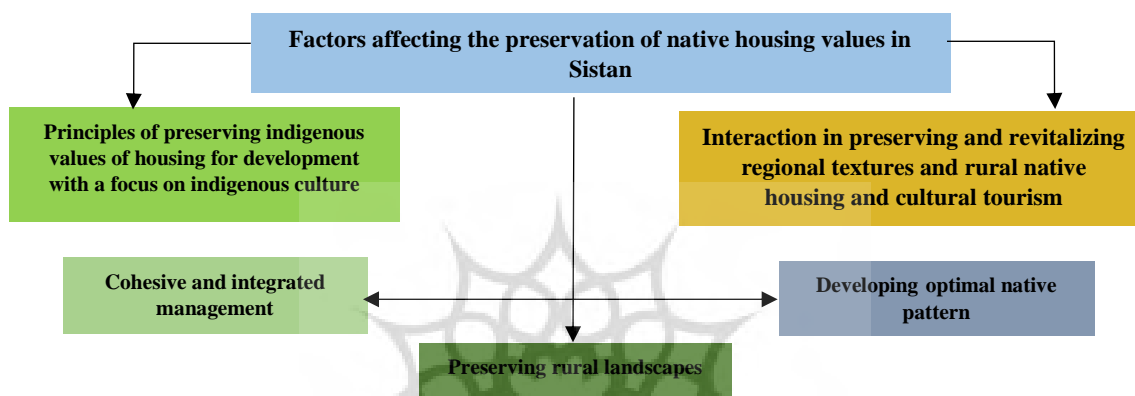 Factors affecting the preservation of native housing values in
Sistan
Principles of preserving indigenous
values of housing for development
with a focus on indigenous culture
Interaction in preserving and revitalizing
regional textures and rural native
housing and cultural tourism
Cohesive and integrated
management
Developing optimal native
pattern
Preserving rural landscapes